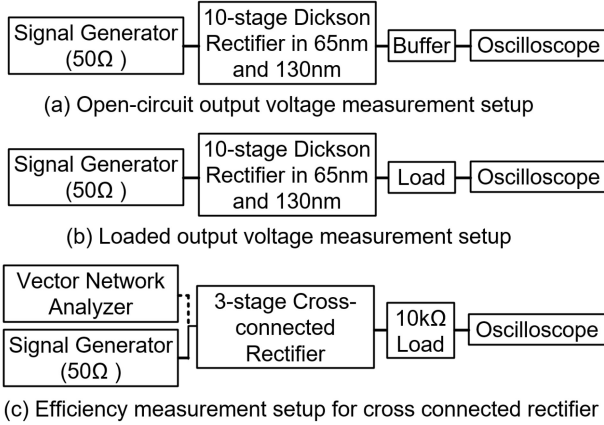 Signal Generator
(50Ω )
10-stage Dickson
Rectifier in 65nm
and 130nm
Buffer
Oscilloscope
(a) Open-circuit output voltage measurement setup
Signal Generator
(50Ω )
10-stage Dickson
Rectifier in 65nm
and 130nm
Load
Oscilloscope
(b) Loaded output voltage measurement setup
Vector Network
Analyzer
Signal Generator
(50Ω )
3-stage Cross-
connected
Rectifier
10kΩ
Load
Oscilloscope
(c) Efficiency measurement setup for cross connected rectifier